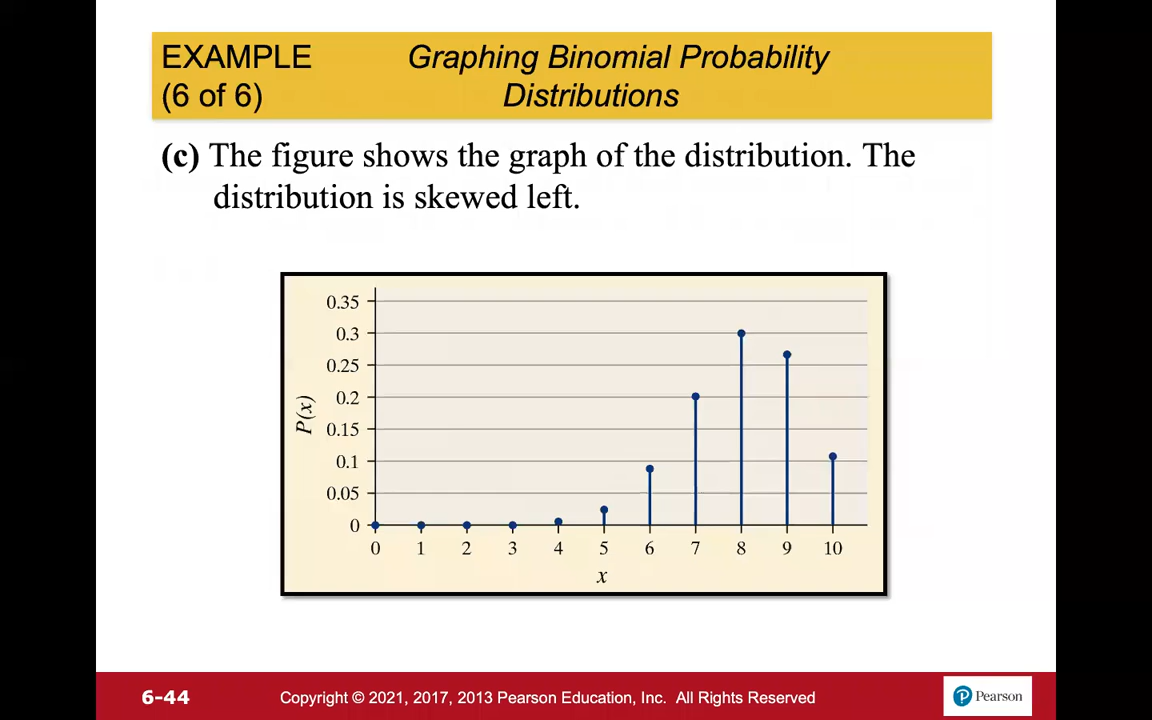 EXAMPLE Graphing Binomial Probability
(6 of 6) Distributions
(c) The figure shows the graph of the distribution. The
distribution is skewed left.
0.35
0.3
0.25
0.2
0.15
0.1
0.05
0
P(x)
0 1 2 3 4 5 6 7 8 9 10
x
6-44 Copyright © 2021, 2017, 2013 Pearson Education, Inc. All Rights Reserved P Pearson